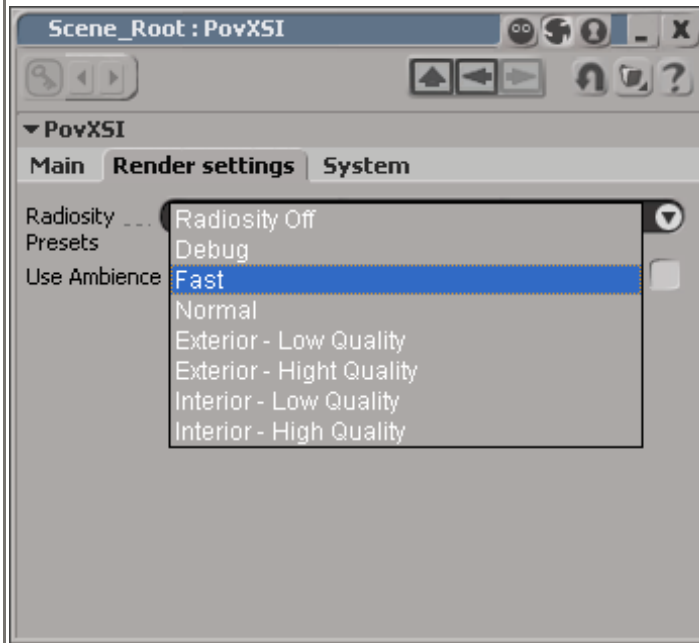 Scene_Root : PovXSI
PovXSI
Main Render settings System
Radiosity
Presets
Radiosity Off
Debug
Use Ambience
Fast
Normal
Exterior - Low Quality
Exterior - Hight Quality
Interior - Low Quality
Interior - High Quality